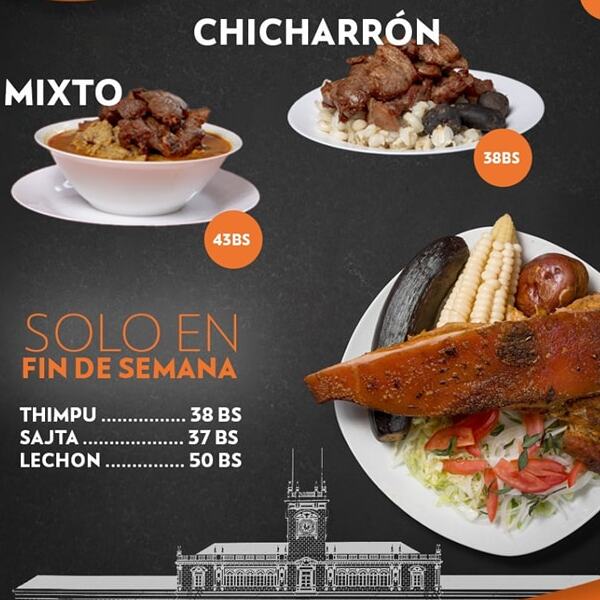 CHICHARRÓN
MIXTO
38BS
43BS
SOLO EN
FIN DE SEMANA
THIMPU ................ 38 BS
SAJTA ................... 37 BS
LECHON ............... 50 BS